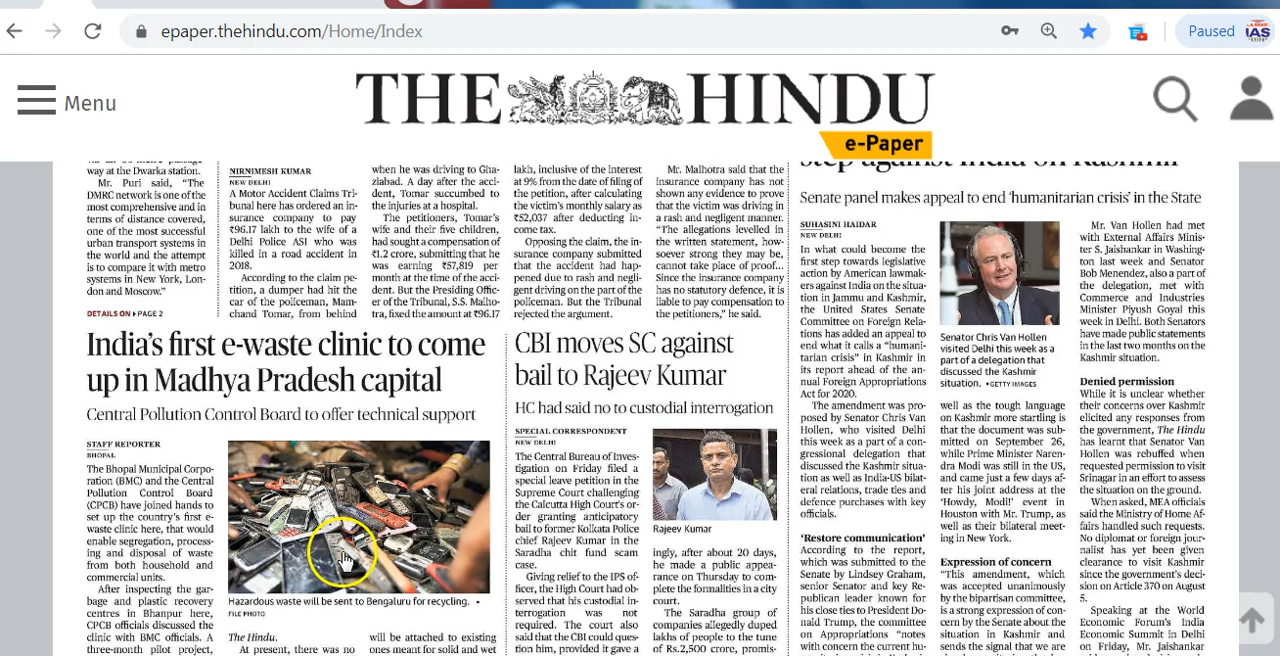 epaper.thehindu.com/Home/Index
Paused
IAS
Menu
THE HINDU
e-Paper
way at the Dwarka station.
Mr. Puri said, “The
DMRC network is one of the
most comprehensive and in
terms of distance covered,
one of the most successful
urban transport systems in
the world and the attempt
is to compare it with metro
systems in New York, Lon-
don and Moscow.”
DETAILS ON ▸ PAGE 2
NIRNIMESH KUMAR
NEW DELHI
A Motor Accident Claims Tri-
bunal here has ordered an in-
surance company to pay
₹96.17 lakh to the wife of a
Delhi Police ASI who was
killed in a road accident in
2018.
According to the claim pe-
tition, a dumper had hit the
car of the policeman, Mam-
chand Tomar, from behind
when he was driving to Gha-
ziabad. A day after the acci-
dent, Tomar succumbed to
the injuries at a hospital.
The petitioners, Tomar’s
wife and their five children,
had sought a compensation of
₹1.2 crore, submitting that he
was earning ₹57,819 per
month at the time of the acci-
dent. But the Presiding Offic-
er of the Tribunal, S.S. Malho-
tra, fixed the amount at ₹96.17
lakh, inclusive of the interest
at 9% from the date of filing of
the petition, after calculating
the victim’s monthly salary as
₹52,037 after deducting in-
come tax.
Opposing the claim, the in-
surance company submitted
that the accident had hap-
pened due to rash and negli-
gent driving on the part of the
policeman. But the Tribunal
rejected the argument.
Mr. Malhotra said that the
insurance company has not
shown any evidence to prove
that the victim was driving in
a rash and negligent manner.
“The allegations levelled in
the written statement, how-
soever strong they may be,
cannot take place of proof...
Since the insurance company
has no statutory defence, it is
liable to pay compensation to
the petitioners,” he said.
India’s first e-waste clinic to come
up in Madhya Pradesh capital
Central Pollution Control Board to offer technical support
STAFF REPORTER
BHOPAL
The Bhopal Municipal Corpo-
ration (BMC) and the Central
Pollution Control Board
(CPCB) have joined hands to
set up the country’s first e-
waste clinic here, that would
enable segregation, process-
ing and disposal of waste
from both household and
commercial units.
After inspecting the gar-
bage and plastic recovery
centres in Bhanpur here,
CPCB officials discussed the
clinic with BMC officials. A
three-month pilot project,
Hazardous waste will be sent to Bengaluru for recycling. •
FILE PHOTO
The Hindu.
At present, there was no
will be attached to existing
ones meant for solid and wet
CBI moves SC against
bail to Rajeev Kumar
HC had said no to custodial interrogation
SPECIAL CORRESPONDENT
NEW DELHI
The Central Bureau of Inves-
tigation on Friday filed a
special leave petition in the
Supreme Court challenging
the Calcutta High Court’s or-
der granting anticipatory
bail to former Kolkata Police
chief Rajeev Kumar in the
Saradha chit fund scam
case.
Giving relief to the IPS of-
ficer, the High Court had ob-
served that his custodial in-
terrogation was not
required. The court also
said that the CBI could ques-
tion him, provided it gave a
Rajeev Kumar
ingly, after about 20 days,
he made a public appea-
rance on Thursday to com-
plete the formalities in a city
court.
The Saradha group of
companies allegedly duped
lakhs of people to the tune
of Rs.2,500 crore, promis-
step against India on Kashmir
Senate panel makes appeal to end ‘humanitarian crisis’ in the State
SUHASINI HAIDAR
NEW DELHI
In what could become the
first step towards legislative
action by American lawmak-
ers against India on the situa-
tion in Jammu and Kashmir,
the United States Senate
Committee on Foreign Rela-
tions has added an appeal to
end what it calls a “humani-
tarian crisis” in Kashmir in
its report ahead of the an-
nual Foreign Appropriations
Act for 2020.
The amendment was pro-
posed by Senator Chris Van
Hollen, who visited Delhi
this week as a part of a con-
gressional delegation that
discussed the Kashmir situa-
tion as well as India-US bilat-
eral relations, trade ties and
defence purchases with key
officials.
‘Restore communication’
According to the report,
which was submitted to the
Senate by Lindsey Graham,
senior Senator and key Re-
publican leader known for
his close ties to President Do-
nald Trump, the committee
on Appropriations “notes
with concern the current hu-
Senator Chris Van Hollen
visited Delhi this week as a
part of a delegation that
discussed the Kashmir
situation. •GETTY IMAGES
well as the tough language
on Kashmir more startling is
that the document was sub-
mitted on September 26,
while Prime Minister Naren-
dra Modi was still in the US,
and came just a few days af-
ter his joint address at the
‘Howdy, Modi!’ event in
Houston with Mr. Trump, as
well as their bilateral meet-
ing in New York.
Expression of concern
“This amendment, which
was accepted unanimously
by the bipartisan committee,
is a strong expression of con-
cern by the Senate about the
situation in Kashmir and
sends the signal that we are
Mr. Van Hollen had met
with External Affairs Minis-
ter S. Jaishankar in Washing-
ton last week and Senator
Bob Menendez, also a part of
the delegation, met with
Commerce and Industries
Minister Piyush Goyal this
week in Delhi. Both Senators
have made public statements
in the last two months on the
Kashmir situation.
Denied permission
While it is unclear whether
their concerns over Kashmir
elicited any responses from
the government, The Hindu
has learnt that Senator Van
Hollen was rebuffed when
requested permission to visit
Srinagar in an effort to assess
the situation on the ground.
When asked, MEA officials
said the Ministry of Home Af-
fairs handled such requests.
No diplomat or foreign jour-
nalist has yet been given
clearance to visit Kashmir
since the government’s deci-
sion on Article 370 on August
5.
Speaking at the World
Economic Forum’s India
Economic Summit in Delhi
on Friday, Mr. Jaishankar